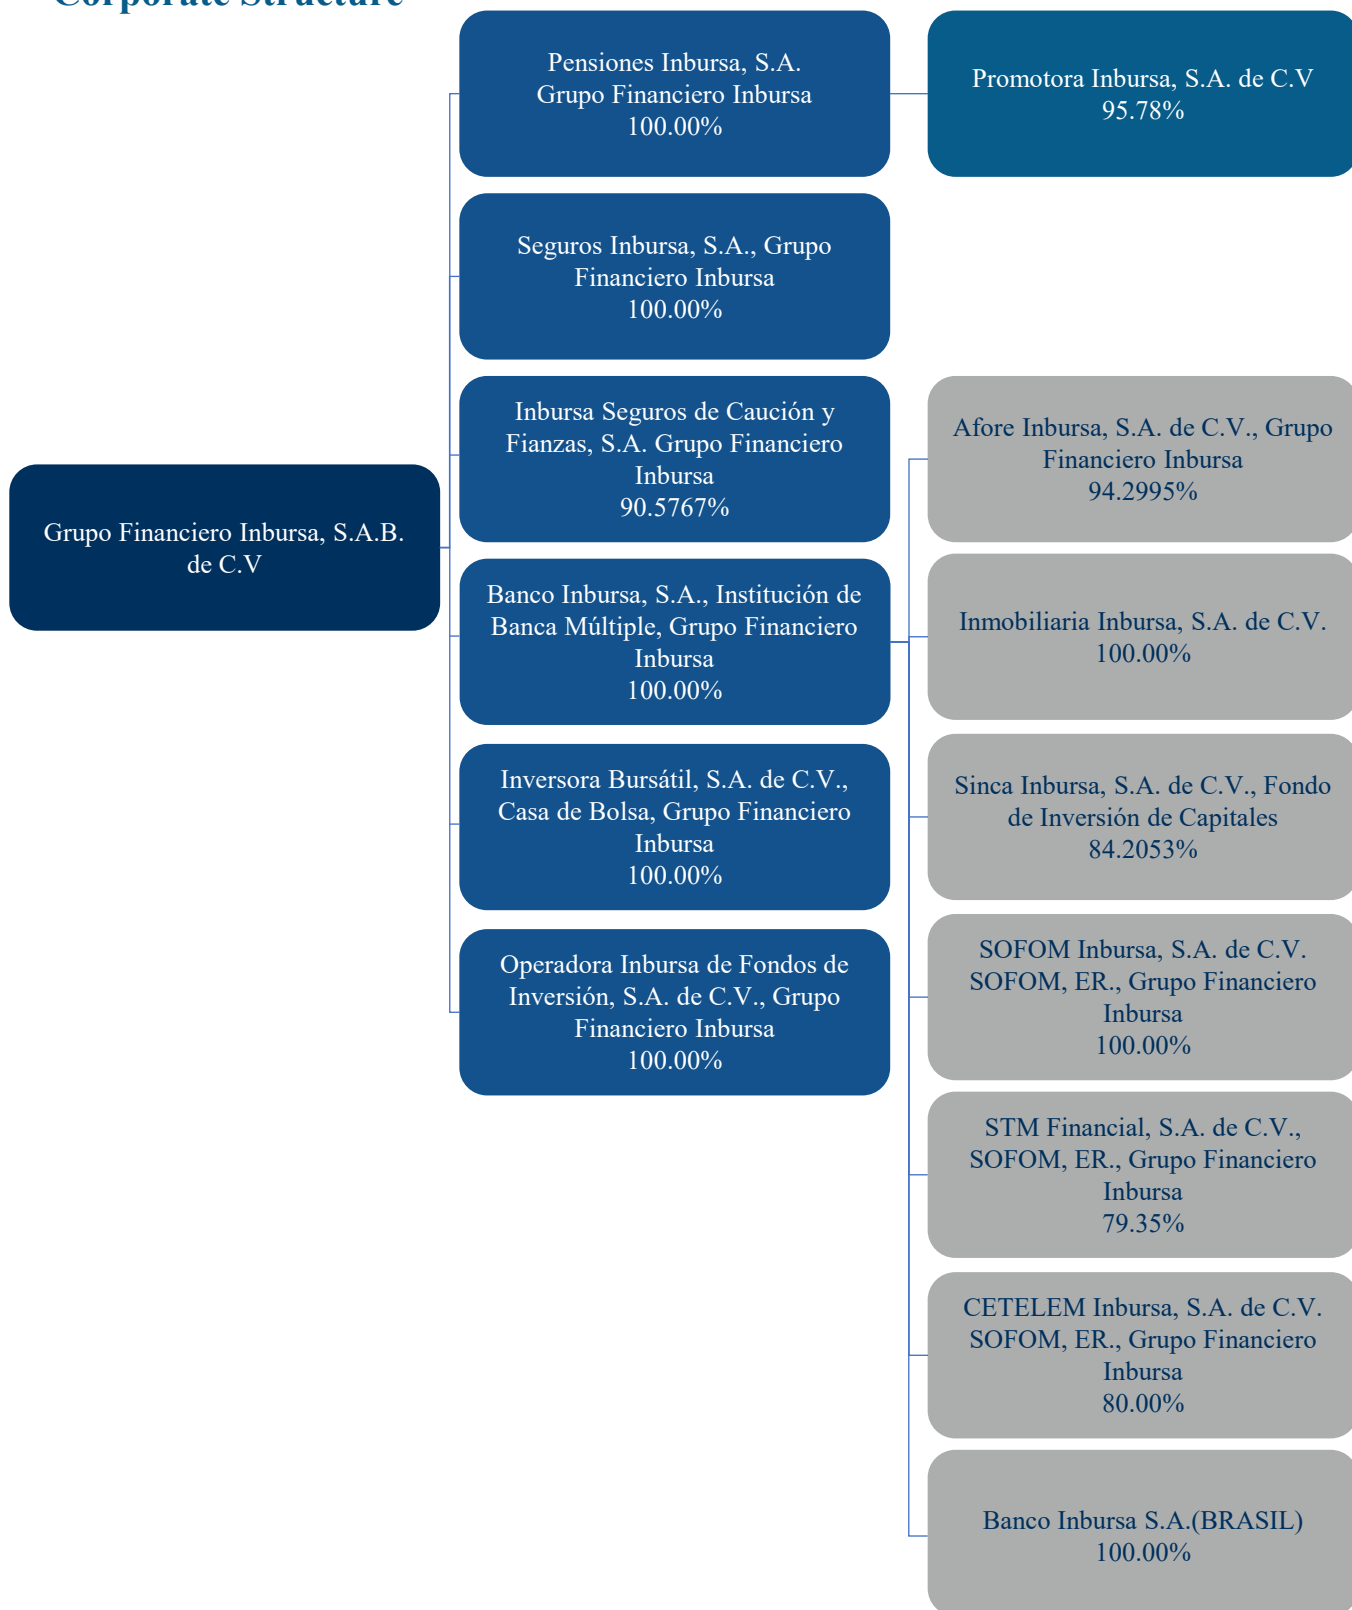 Corporate Structure
Pensiones Inbursa, S.A.
Grupo Financiero Inbursa
100.00%
Promotora Inbursa, S.A. de C.V
95.78%
Seguros Inbursa, S.A., Grupo
Financiero Inbursa
100.00%
Inbursa Seguros de Caución y
Fianzas, S.A. Grupo Financiero
Inbursa
90.5767%
Grupo Financiero Inbursa, S.A.B.
de C.V
Banco Inbursa, S.A., Institución de
Banca Múltiple, Grupo Financiero
Inbursa
100.00%
Inversora Bursátil, S.A. de C.V.,
Casa de Bolsa, Grupo Financiero
Inbursa
100.00%
Operadora Inbursa de Fondos de
Inversión, S.A. de C.V., Grupo
Financiero Inbursa
100.00%
Afore Inbursa, S.A. de C.V., Grupo
Financiero Inbursa
94.2995%
Inmobiliaria Inbursa, S.A. de C.V.
100.00%
Sinca Inbursa, S.A. de C.V., Fondo
de Inversión de Capitales
84.2053%
SOFOM Inbursa, S.A. de C.V.
SOFOM, ER., Grupo Financiero
Inbursa
100.00%
STM Financial, S.A. de C.V.,
SOFOM, ER., Grupo Financiero
Inbursa
79.35%
CETELEM Inbursa, S.A. de C.V.
SOFOM, ER., Grupo Financiero
Inbursa
80.00%
Banco Inbursa S.A.(BRASIL)
100.00%